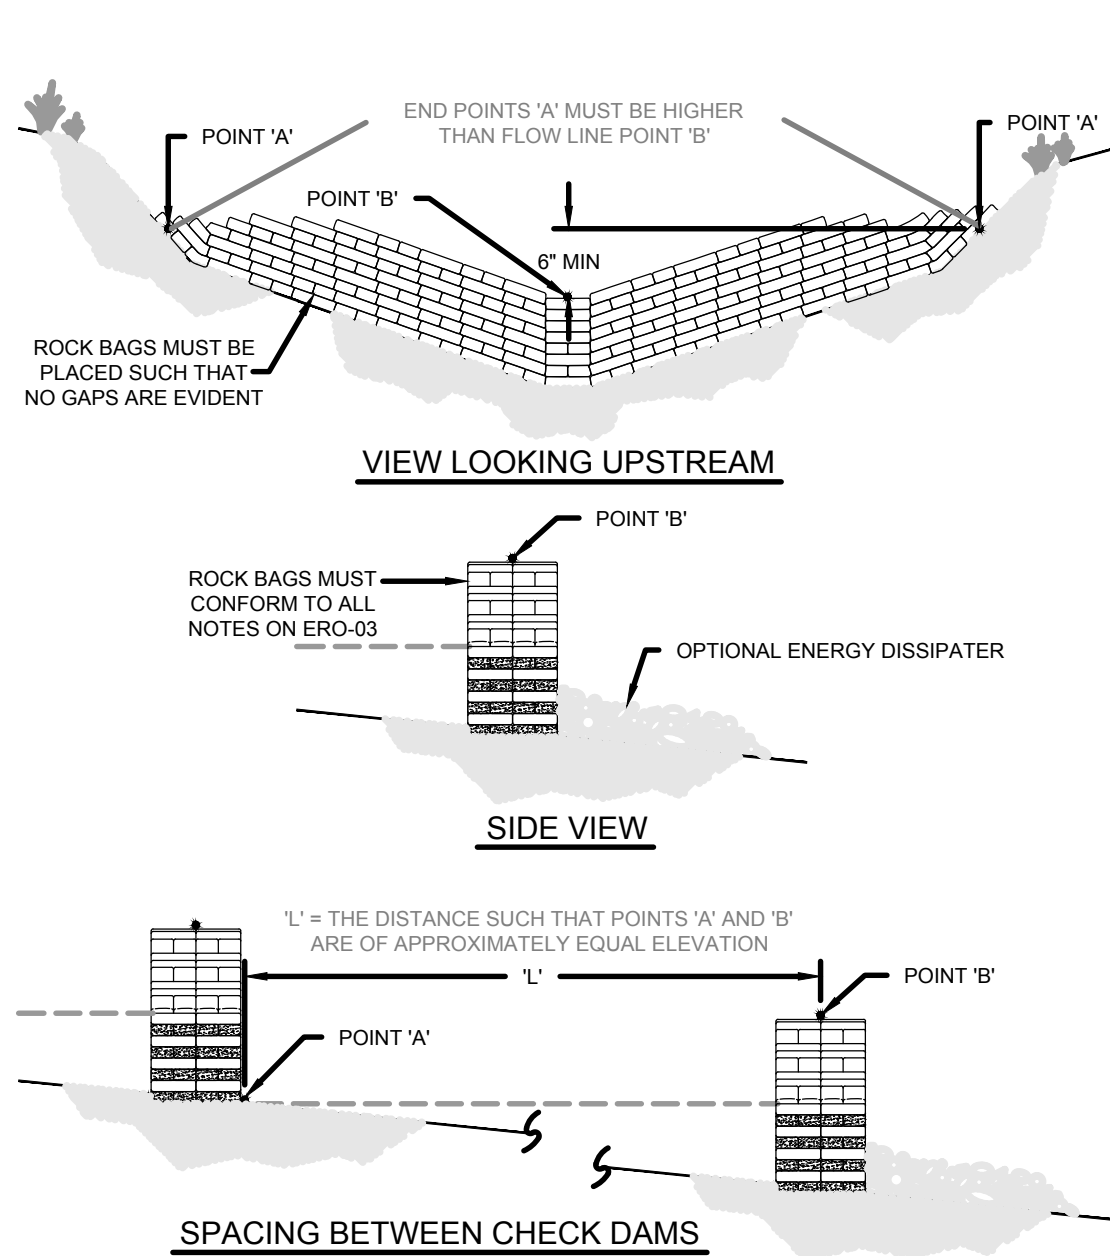 END POINTS 'A' MUST BE HIGHER
THAN FLOW LINE POINT 'B'
POINT 'A'
POINT 'A'
POINT 'B'
6" MIN
ROCK BAGS MUST BE
PLACED SUCH THAT
NO GAPS ARE EVIDENT
VIEW LOOKING UPSTREAM
POINT 'B'
ROCK BAGS MUST
CONFORM TO ALL
NOTES ON ERO-03
OPTIONAL ENERGY DISSIPATER
SIDE VIEW
'L' = THE DISTANCE SUCH THAT POINTS 'A' AND 'B'
ARE OF APPROXIMATELY EQUAL ELEVATION
'L'
POINT 'B'
POINT 'A'
SPACING BETWEEN CHECK DAMS